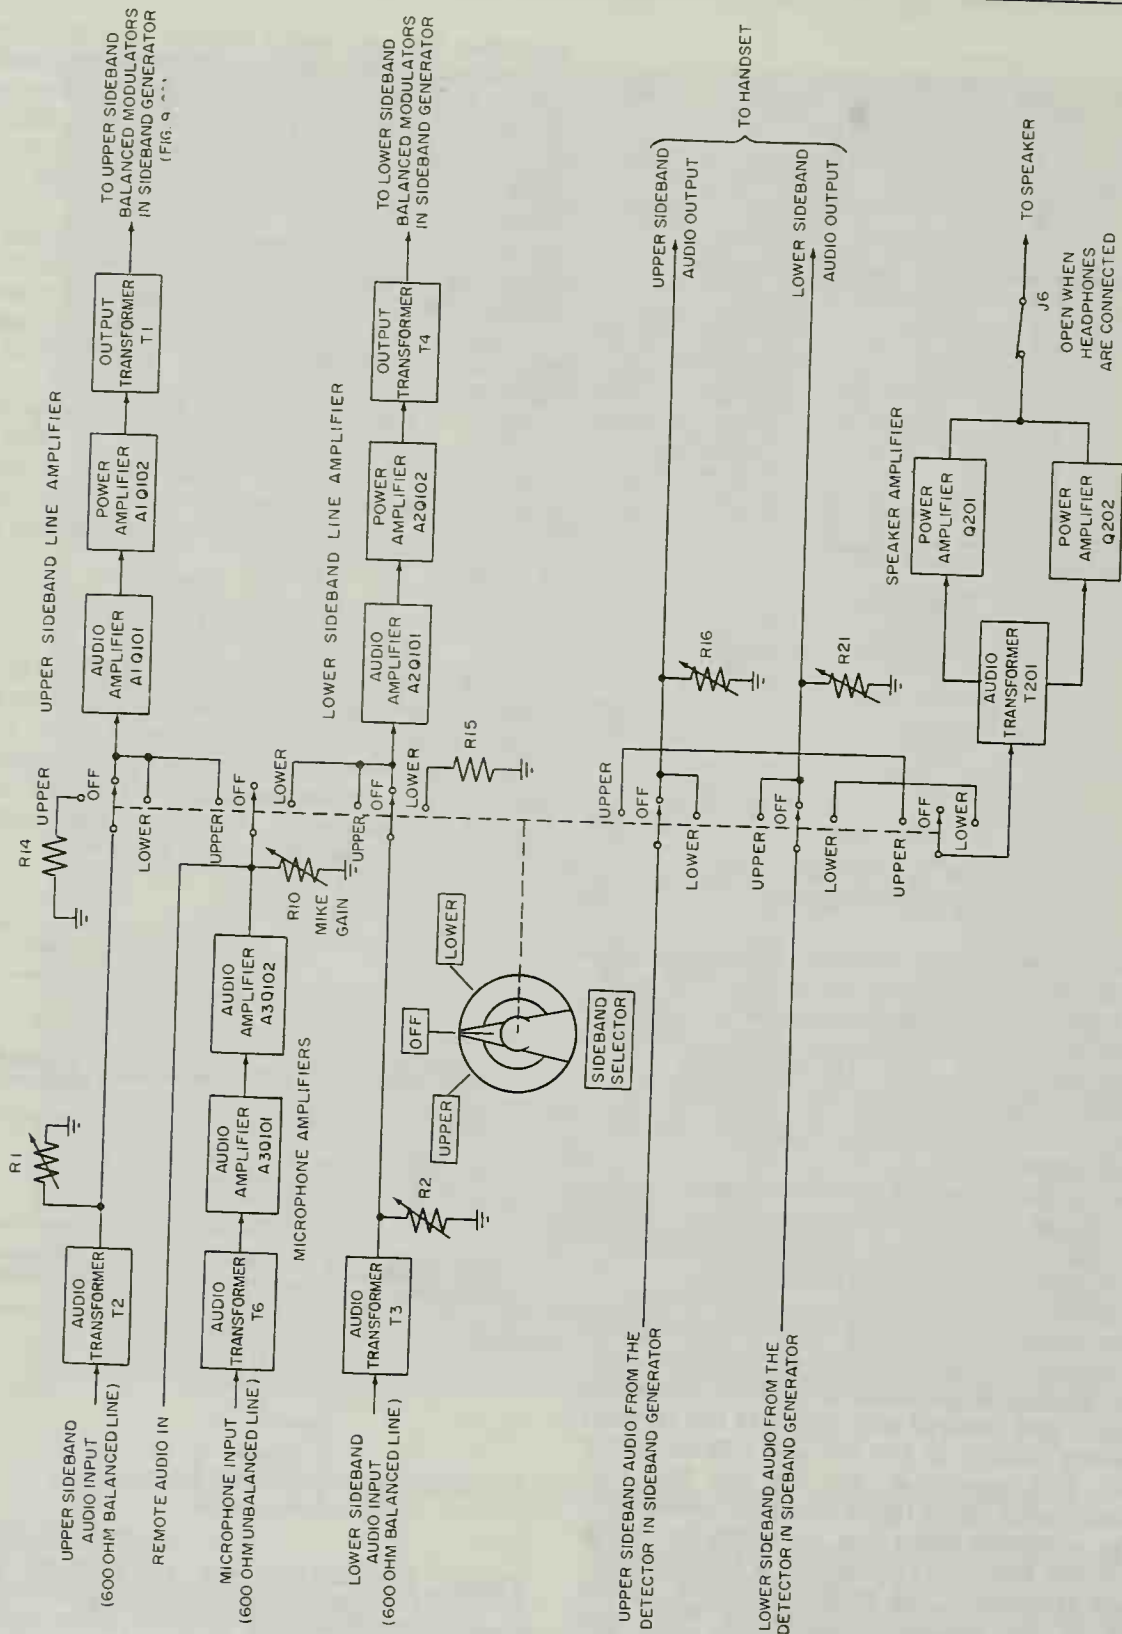 UPPER SIDEBAND
AUDIO INPUT
(600 OHM BALANCED LINE)
AUDIO
TRANSFORMER
T2
R1
R14
UPPER
OFF
LOWER
UPPER SIDEBAND LINE AMPLIFIER
AUDIO
AMPLIFIER
A1Q101
POWER
AMPLIFIER
A1Q102
OUTPUT
TRANSFORMER
T1
TO UPPER SIDEBAND
BALANCED MODULATORS
IN SIDEBAND GENERATOR
(FIG. 9
REMOTE AUDIO IN
MICROPHONE INPUT
(600 OHM UNBALANCED LINE)
AUDIO
TRANSFORMER
T6
AUDIO
AMPLIFIER
A3Q101
AUDIO
AMPLIFIER
A3Q102
MICROPHONE AMPLIFIERS
R10
MIKE
GAIN
UPPER
OFF
LOWER
LOWER SIDEBAND
AUDIO INPUT
(600 OHM BALANCED LINE)
AUDIO
TRANSFORMER
T3
R2
UPPER
OFF
LOWER
R15
LOWER SIDEBAND LINE AMPLIFIER
AUDIO
AMPLIFIER
A2Q101
POWER
AMPLIFIER
A2Q102
OUTPUT
TRANSFORMER
T4
TO LOWER SIDEBAND
BALANCED MODULATORS
IN SIDEBAND GENERATOR
UPPER
OFF
LOWER
SIDEBAND
SELECTOR
UPPER SIDEBAND AUDIO FROM THE
DETECTOR IN SIDEBAND GENERATOR
UPPER
OFF
LOWER
R16
UPPER SIDEBAND
AUDIO OUTPUT
LOWER SIDEBAND AUDIO FROM THE
DETECTOR IN SIDEBAND GENERATOR
UPPER
OFF
LOWER
R21
LOWER SIDEBAND
AUDIO OUTPUT
TO HANDSET
UPPER
OFF
LOWER
AUDIO
TRANSFORMER
T201
SPEAKER AMPLIFIER
POWER
AMPLIFIER
Q201
POWER
AMPLIFIER
Q202
J6
OPEN WHEN
HEADPHONES
ARE CONNECTED
TO SPEAKER